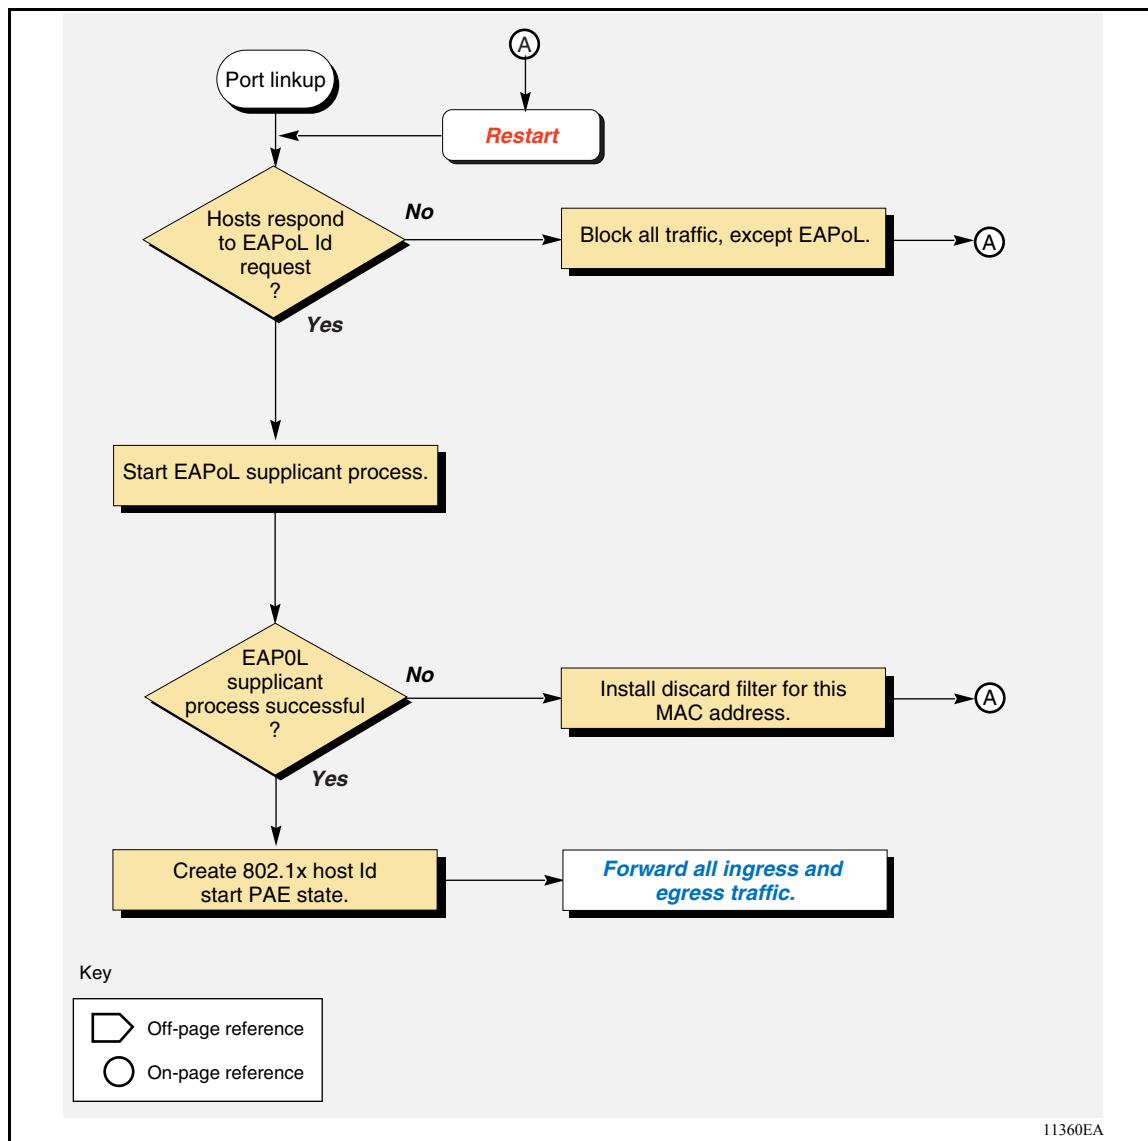 A
Port linkup
Restart
Hosts respond
to EAPoL Id
request
?
No
Block all traffic, except EAPoL.
A
Yes
Start EAPoL supplicant process.
EAP0L
supplicant
process successful
?
No
Install discard filter for this
MAC address.
A
Yes
Create 802.1x host Id
start PAE state.
Forward all ingress and
egress traffic.
Key
Off-page reference
On-page reference
11360EA